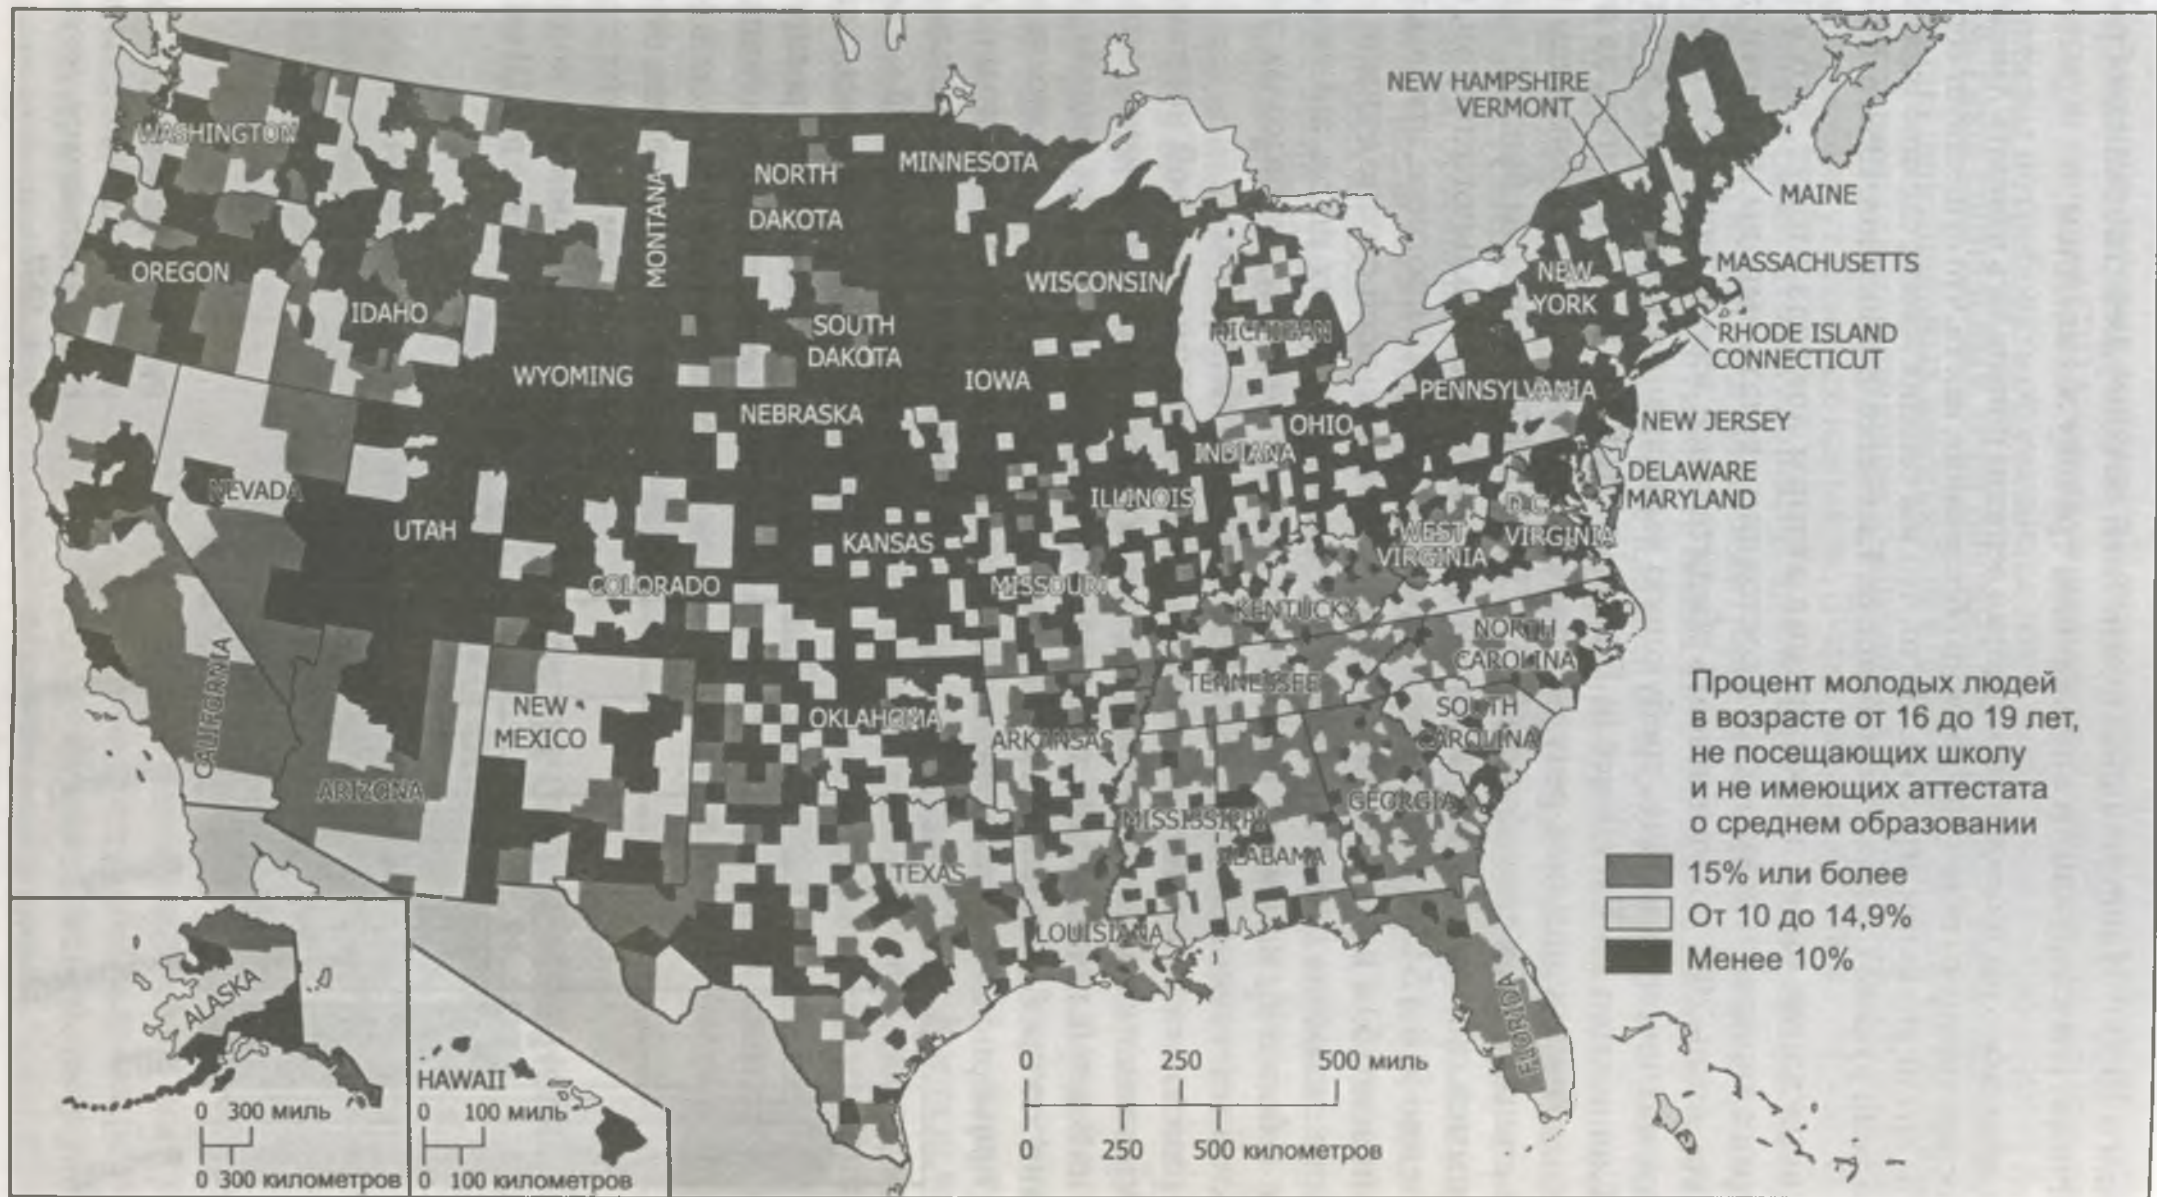 NEW HAMPSHIRE
VERMONT
WASHINGTON
MONTANA
NORTH
DAKOTA
MINNESOTA
MAINE
OREGON
IDAHO
WISCONSIN
NEW
YORK
MASSACHUSETTS
SOUTH
DAKOTA
MICHIGAN
RHODE ISLAND
CONNECTICUT
WYOMING
IOWA
PENNSYLVANIA
NEBRASKA
OHIO
NEW JERSEY
INDIANA
NEVADA
ILLINOIS
D.C.
DELAWARE
MARYLAND
UTAH
KANSAS
WEST
VIRGINIA
VIRGINIA
COLORADO
MISSOURI
KENTUCKY
CALIFORNIA
NORTH
CAROLINA
TENNESSEE
NEW
MEXICO
OKLAHOMA
ARKANSAS
SOUTH
CAROLINA
ARIZONA
MISSISSIPPI
GEORGIA
ALABAMA
TEXAS
LOUISIANA
FLORIDA
ALASKA
0 300 миль
0 300 километров
HAWAII
0 100 миль
0 100 километров
0 250 500 миль
0 250 500 километров
Процент молодых людей
в возрасте от 16 до 19 лет,
не посещающих школу
и не имеющих аттестата
о среднем образовании
15% или более
От 10 до 14,9%
Менее 10%